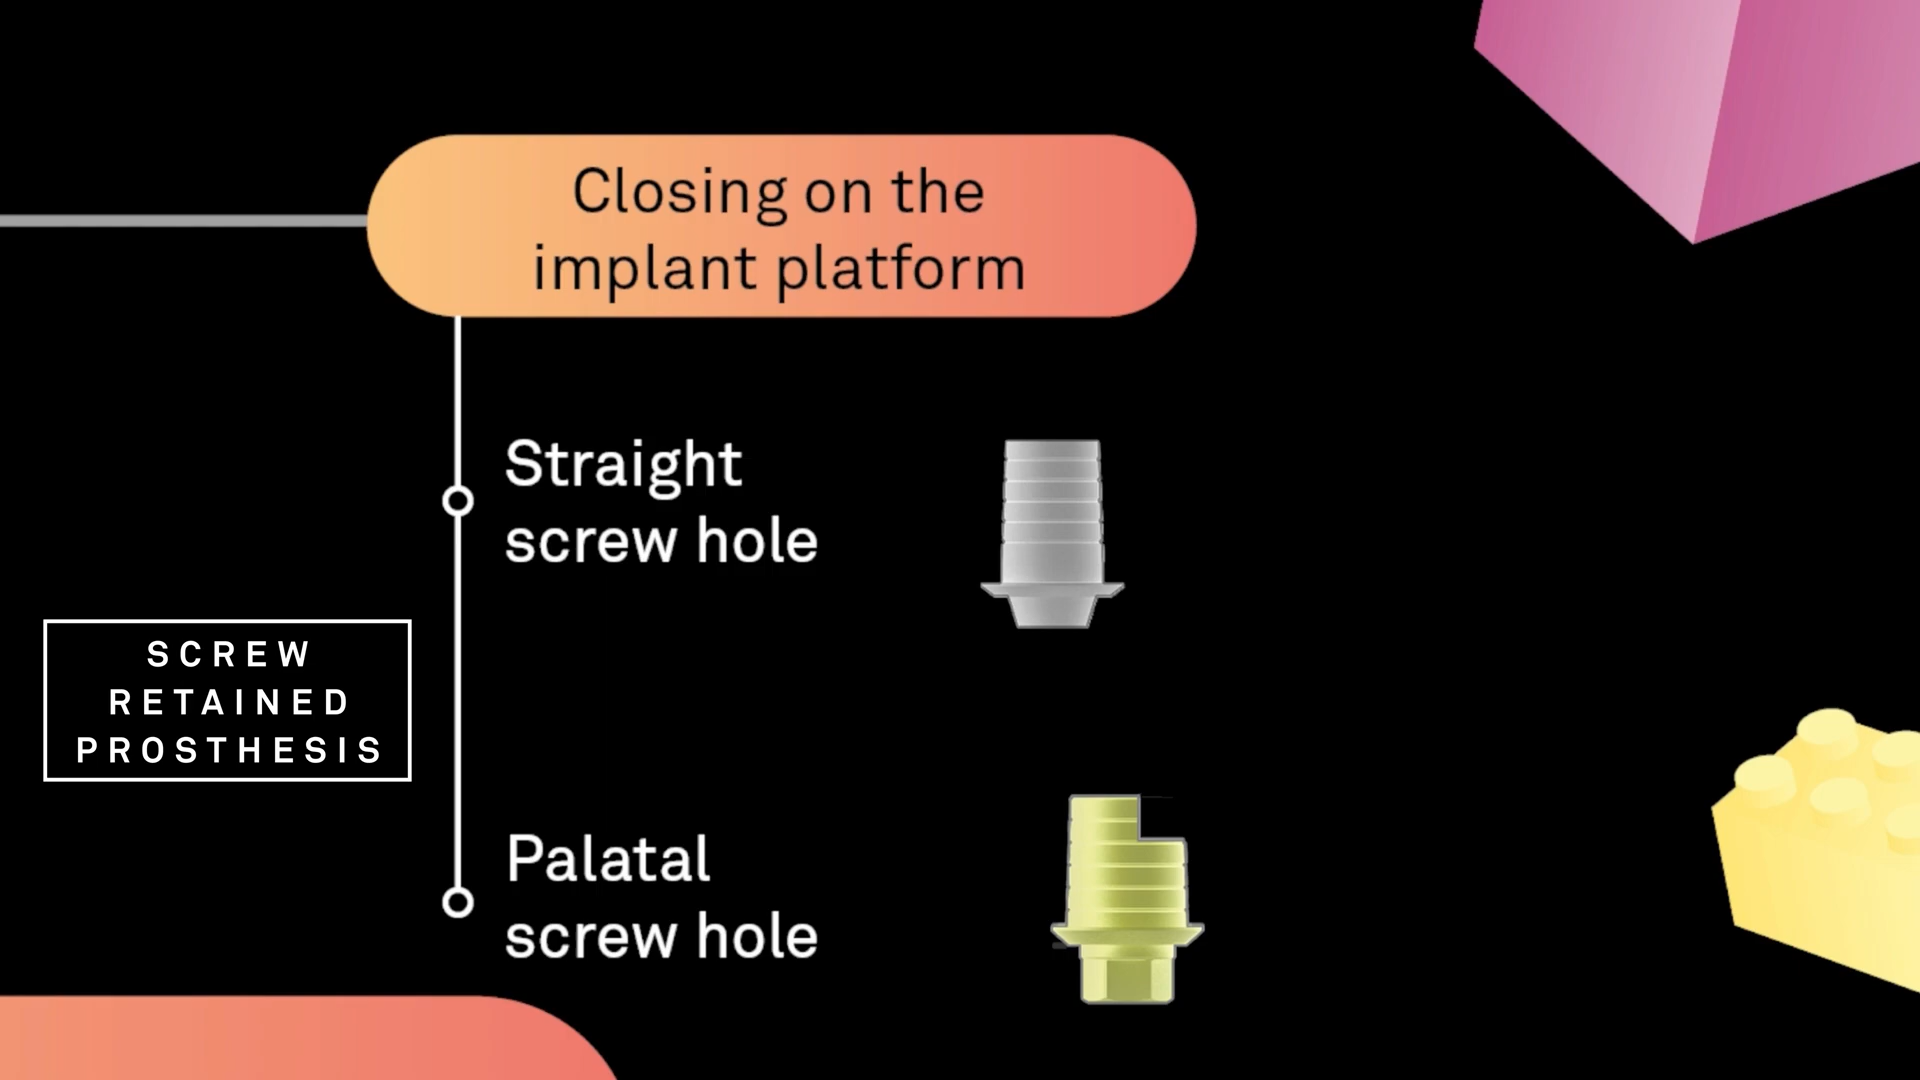 Closing on the
implant platform
Straight
screw hole
SCREW
RETAINED
PROSTHESIS
Palatal
screw hole